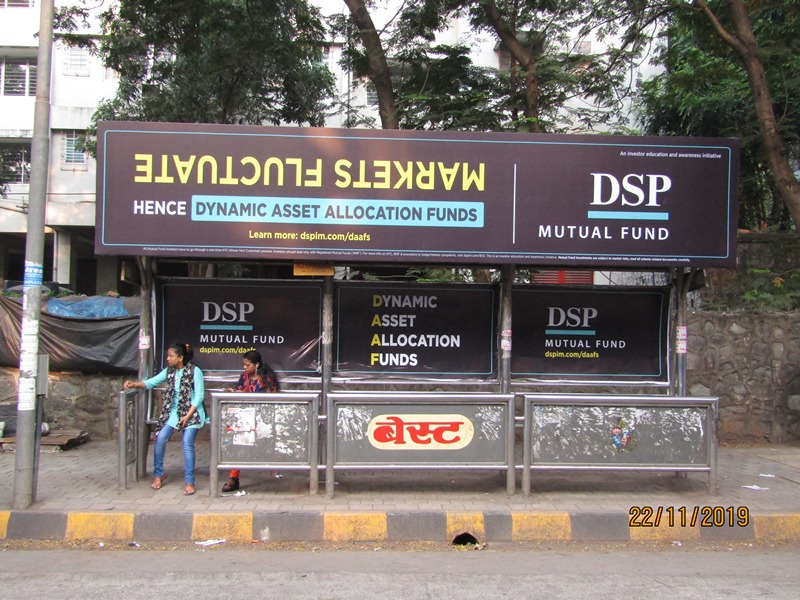 An investor education and awareness initiative
MARKETS FLUCTUATE
HENCE DYNAMIC ASSET ALLOCATION FUNDS
Learn more: dspim.com/daafs
DSP
MUTUAL FUND
DSP
MUTUAL FUND
dspim.com/daafs
DYNAMIC
ASSET
ALLOCATION
FUNDS
DSP
MUTUAL FUND
dspim.com/daafs
बेस्ट
22/11/2019